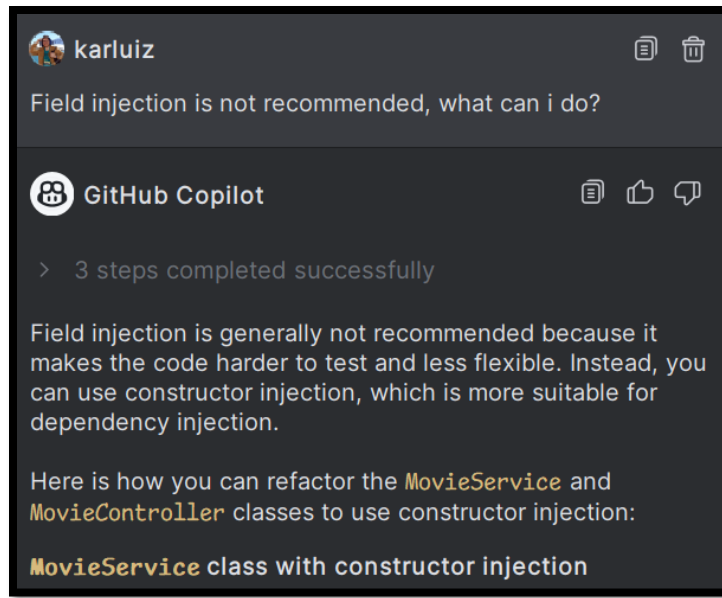 karluiz
Field injection is not recommended, what can i do?
GitHub Copilot
3 steps completed successfully
Field injection is generally not recommended because it
makes the code harder to test and less flexible. Instead, you
can use constructor injection, which is more suitable for
dependency injection.
Here is how you can refactor the MovieService and
MovieController classes to use constructor injection:
MovieService class with constructor injection